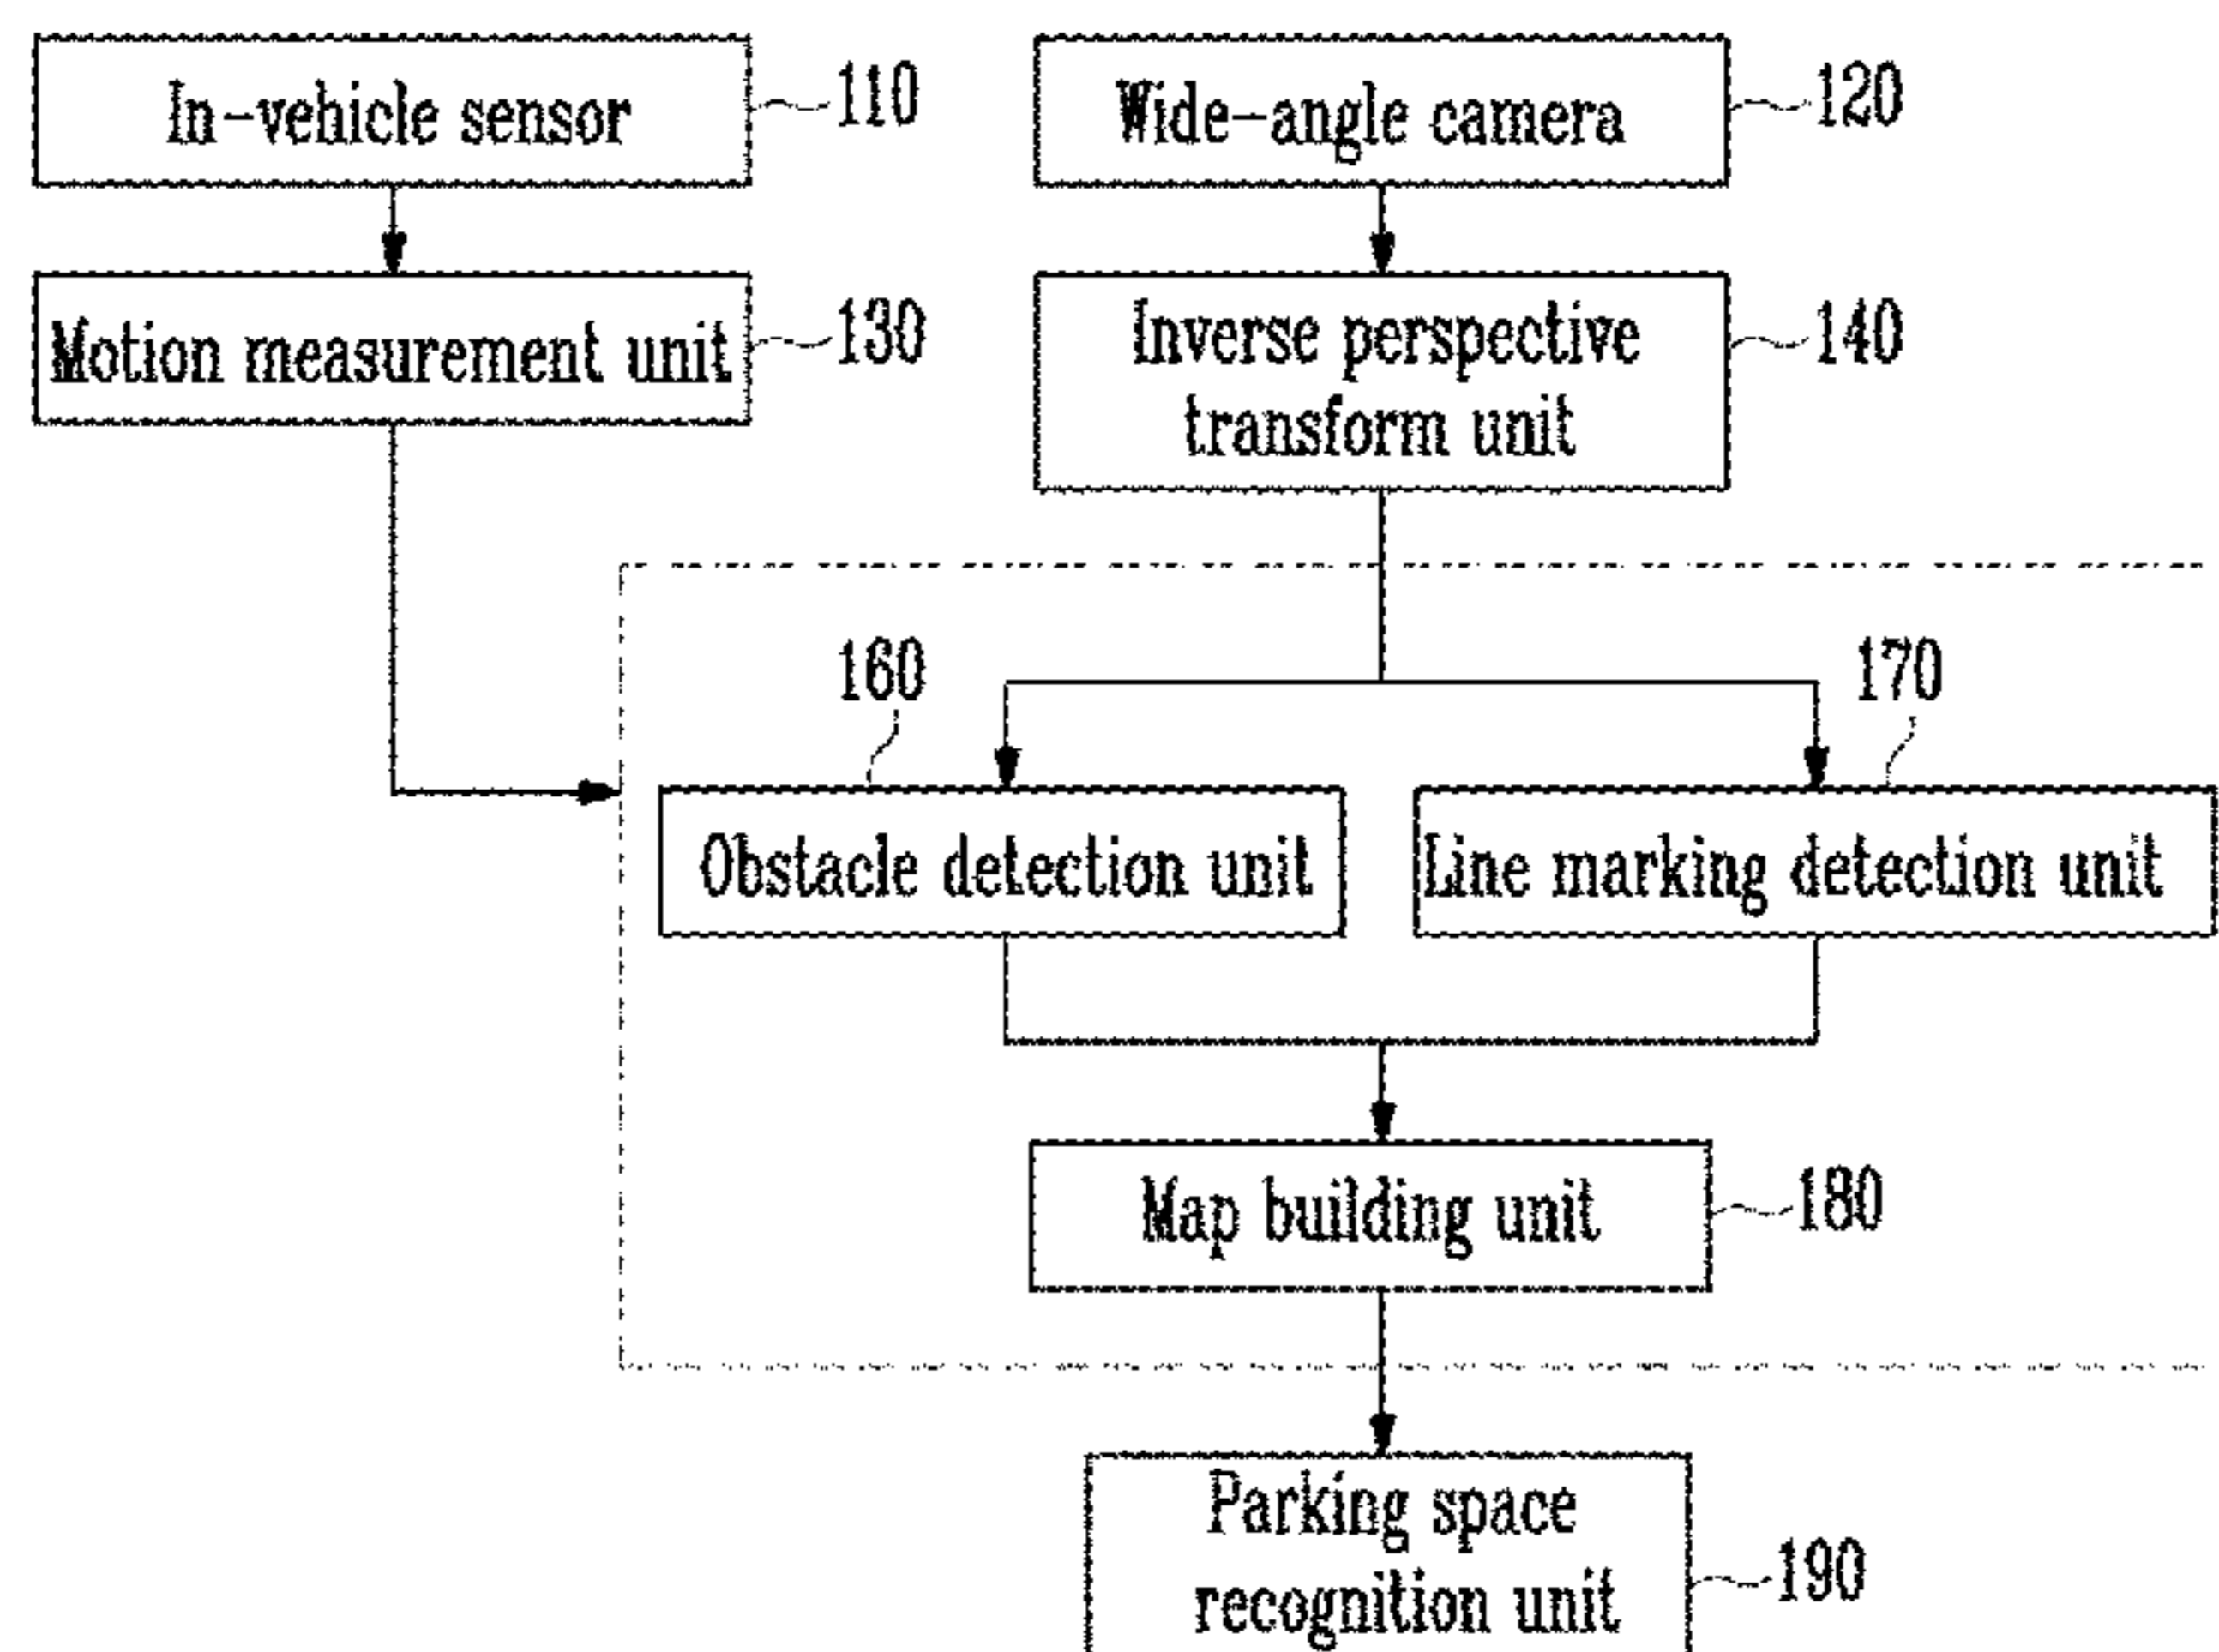 In-vehicle sensor
110
Wide-angle camera
120
Motion measurement unit
130
Inverse perspective
transform unit
140
160
170
Obstacle detection unit
Line marking detection unit
Map building unit
180
Parking space
recognition unit
190